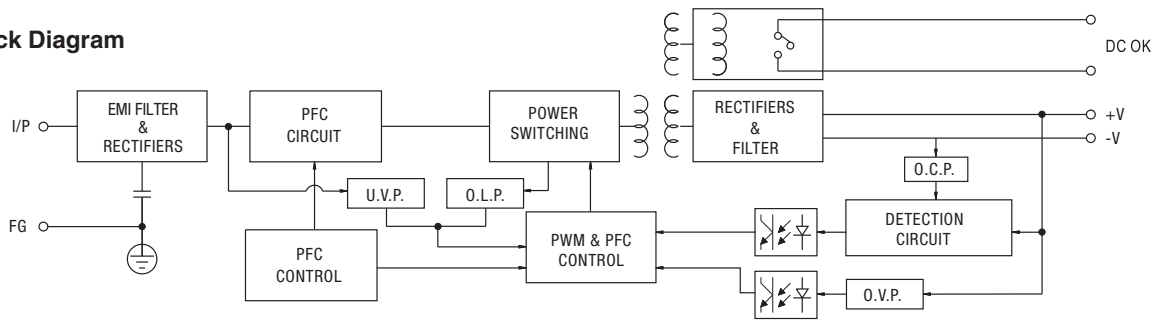 ck Diagram
DC OK
I/P
EMI FILTER
&
RECTIFIERS
PFC
CIRCUIT
POWER
SWITCHING
RECTIFIERS
&
FILTER
+V
-V
U.V.P.
O.L.P.
O.C.P.
FG
PFC
CONTROL
PWM & PFC
CONTROL
DETECTION
CIRCUIT
O.V.P.